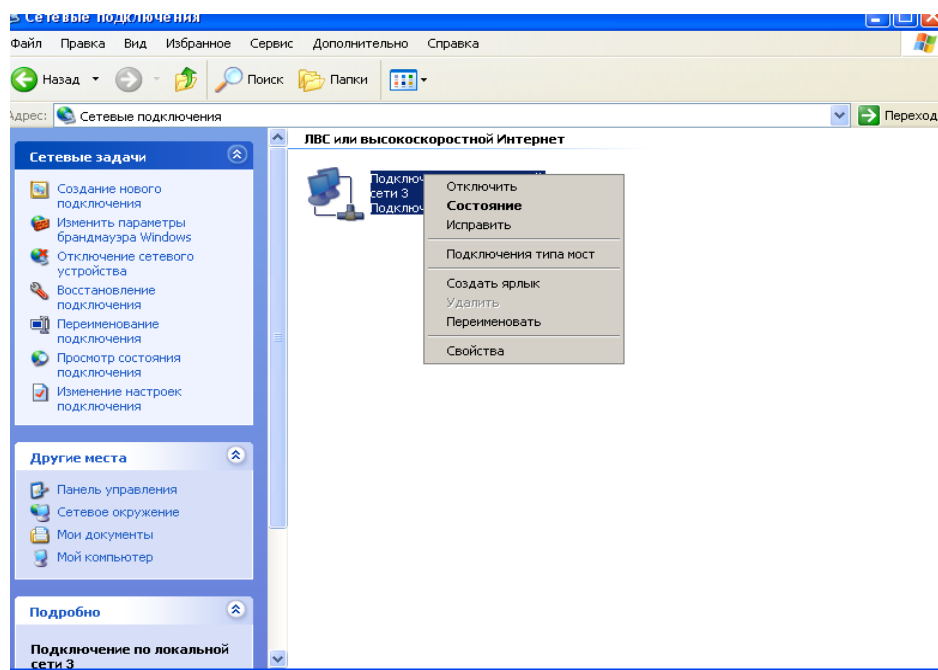 Сетевые подключения
Файл Правка Вид Избранное Сервис Дополнительно Справка
Назад Поиск Папки
Адрес: Сетевые подключения Переход
Сетевые задачи
Создание нового
подключения
Изменить параметры
брандмауэра Windows
Отключение сетевого
устройства
Восстановление
подключения
Переименование
подключения
Просмотр состояния
подключения
Изменение настроек
подключения
Другие места
Панель управления
Сетевое окружение
Мои документы
Мой компьютер
Подробно
Подключение по локальной
сети 3
ЛВС или высокоскоростной Интернет
сети 3
Отключить
Состояние
Исправить
Подключения типа мост
Создать ярлык
Удалить
Переименовать
Свойства